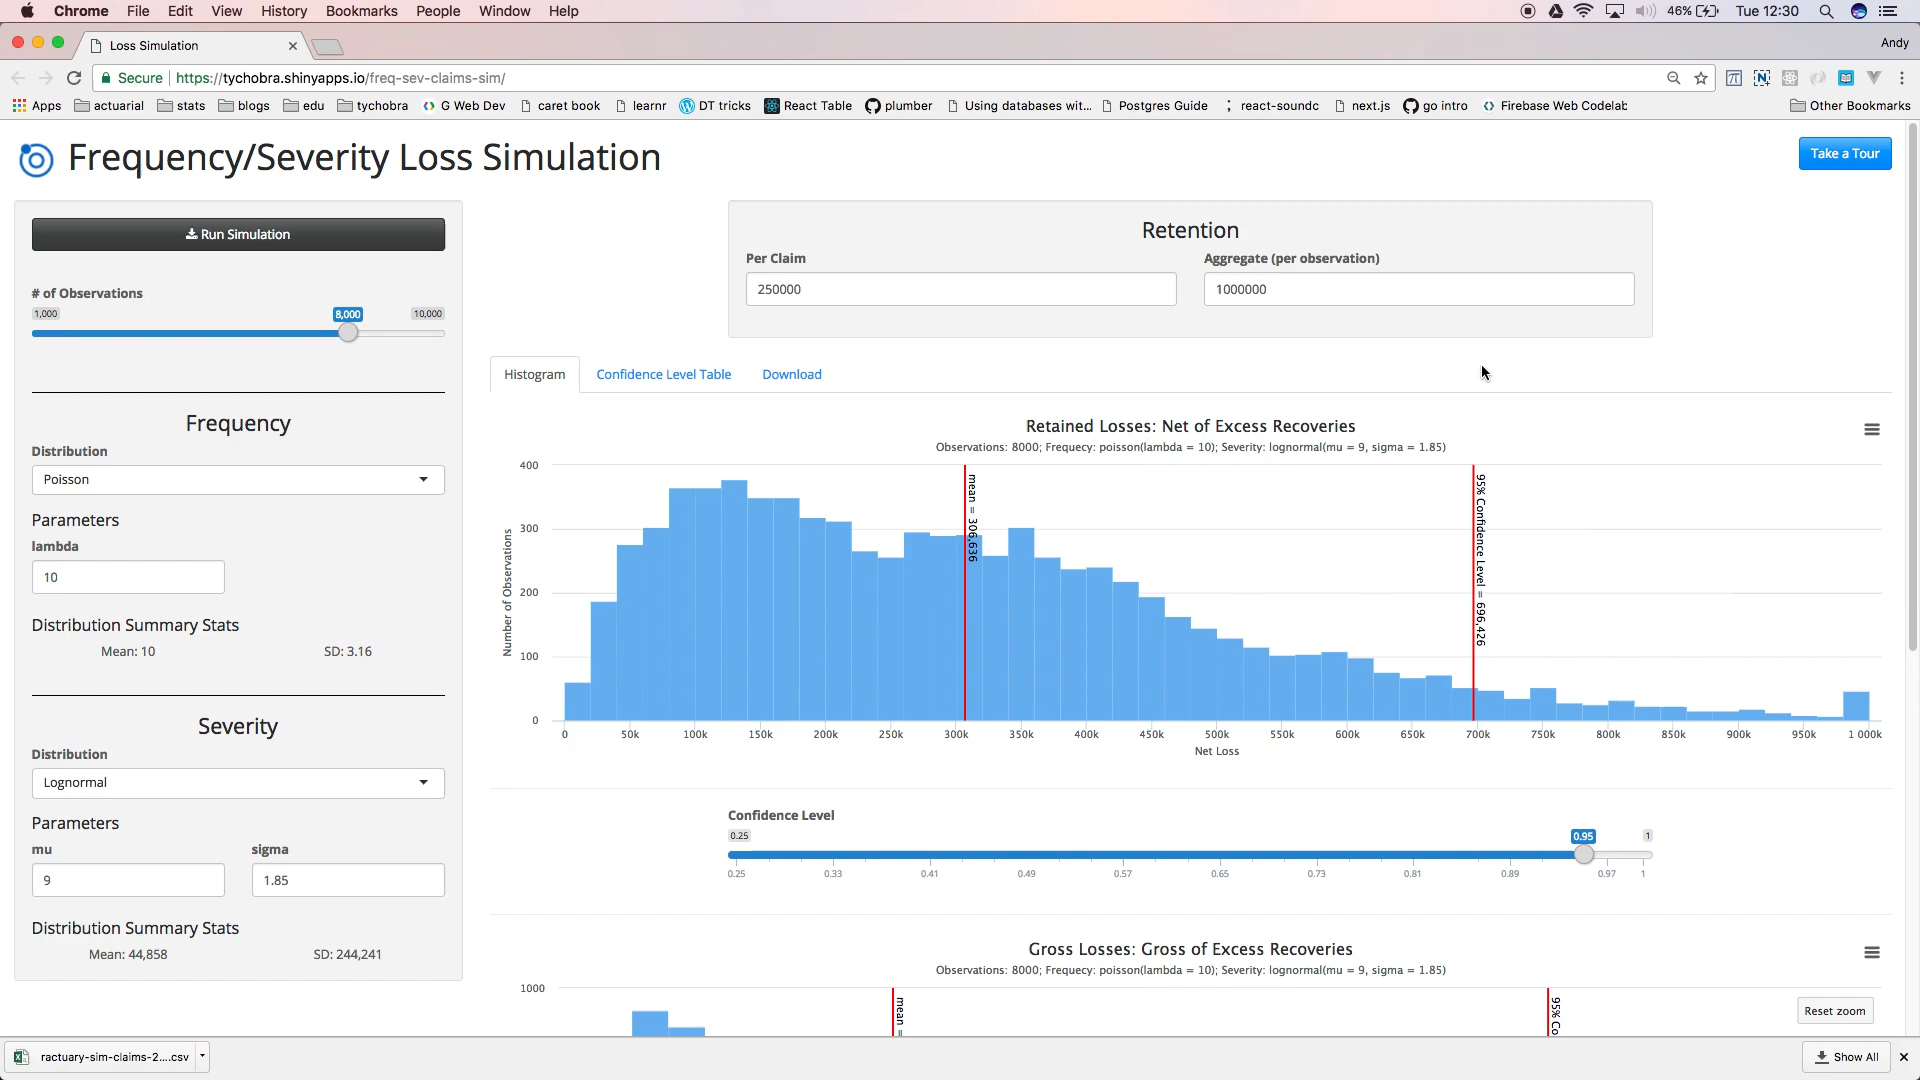 Chrome File Edit View History Bookmarks People Window Help 46% Tue 12:30
Loss Simulation Andy
Secure https://tychobra.shinyapps.io/freq-sev-claims-sim/
Apps actuarial stats blogs edu tychobra G Web Dev caret book learnr DT tricks React Table plumber Using databases wit... Postgres Guide react-soundc next.js go intro Firebase Web Codelab Other Bookmarks
Frequency/Severity Loss Simulation
Take a Tour
Run Simulation
# of Observations
1,000 8,000 10,000
Frequency
Distribution
Poisson
Parameters
lambda
10
Distribution Summary Stats
Mean: 10 SD: 3.16
Severity
Distribution
Lognormal
Parameters
mu sigma
9 1.85
Distribution Summary Stats
Mean: 44,858 SD: 244,241
Retention
Per Claim Aggregate (per observation)
250000 1000000
Histogram Confidence Level Table Download
Retained Losses: Net of Excess Recoveries
Observations: 8000; Frequecy: poisson(lambda = 10); Severity: lognormal(mu = 9, sigma = 1.85)
Number of Observations
400
300
200
100
0
mean = 306,636
95% Confidence Level = 696,426
0 50k 100k 150k 200k 250k 300k 350k 400k 450k 500k 550k 600k 650k 700k 750k 800k 850k 900k 950k 1 000k
Net Loss
Confidence Level
0.25 0.95 1
0.25 0.33 0.41 0.49 0.57 0.65 0.73 0.81 0.89 0.97 1
Gross Losses: Gross of Excess Recoveries
Observations: 8000; Frequecy: poisson(lambda = 10); Severity: lognormal(mu = 9, sigma = 1.85)
1000
mean =
95% Co
Reset zoom
ractuary-sim-claims-2....csv Show All